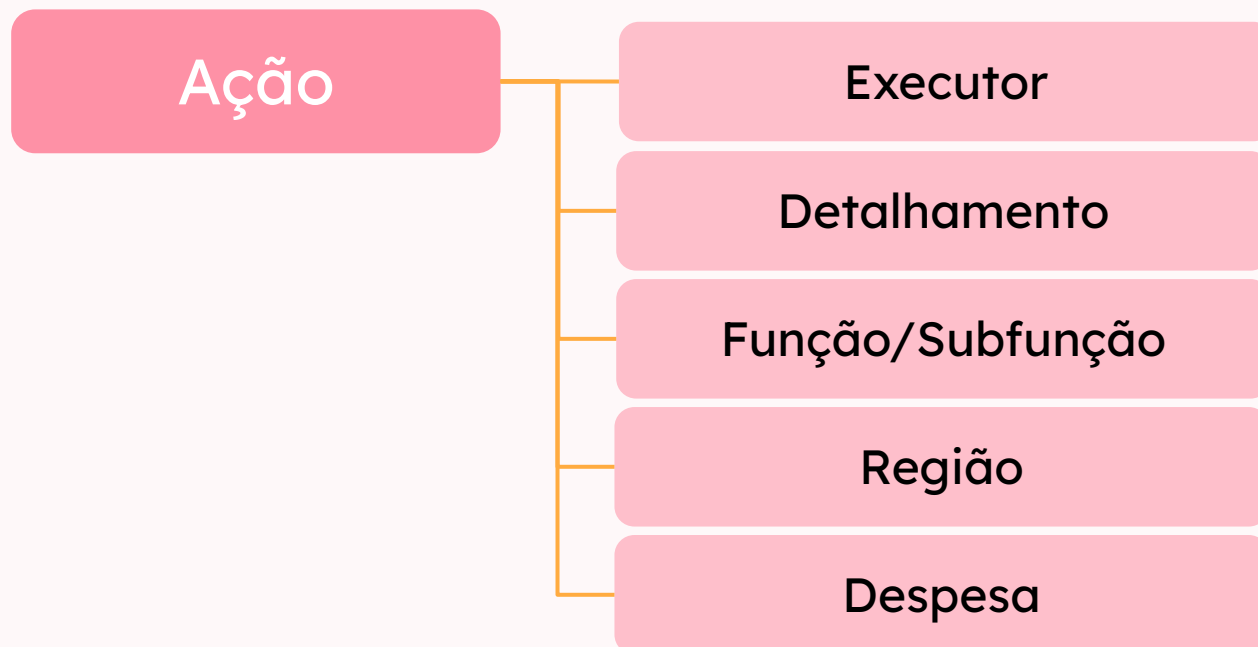 Ação
Executor
Detalhamento
Função/Subfunção
Região
Despesa